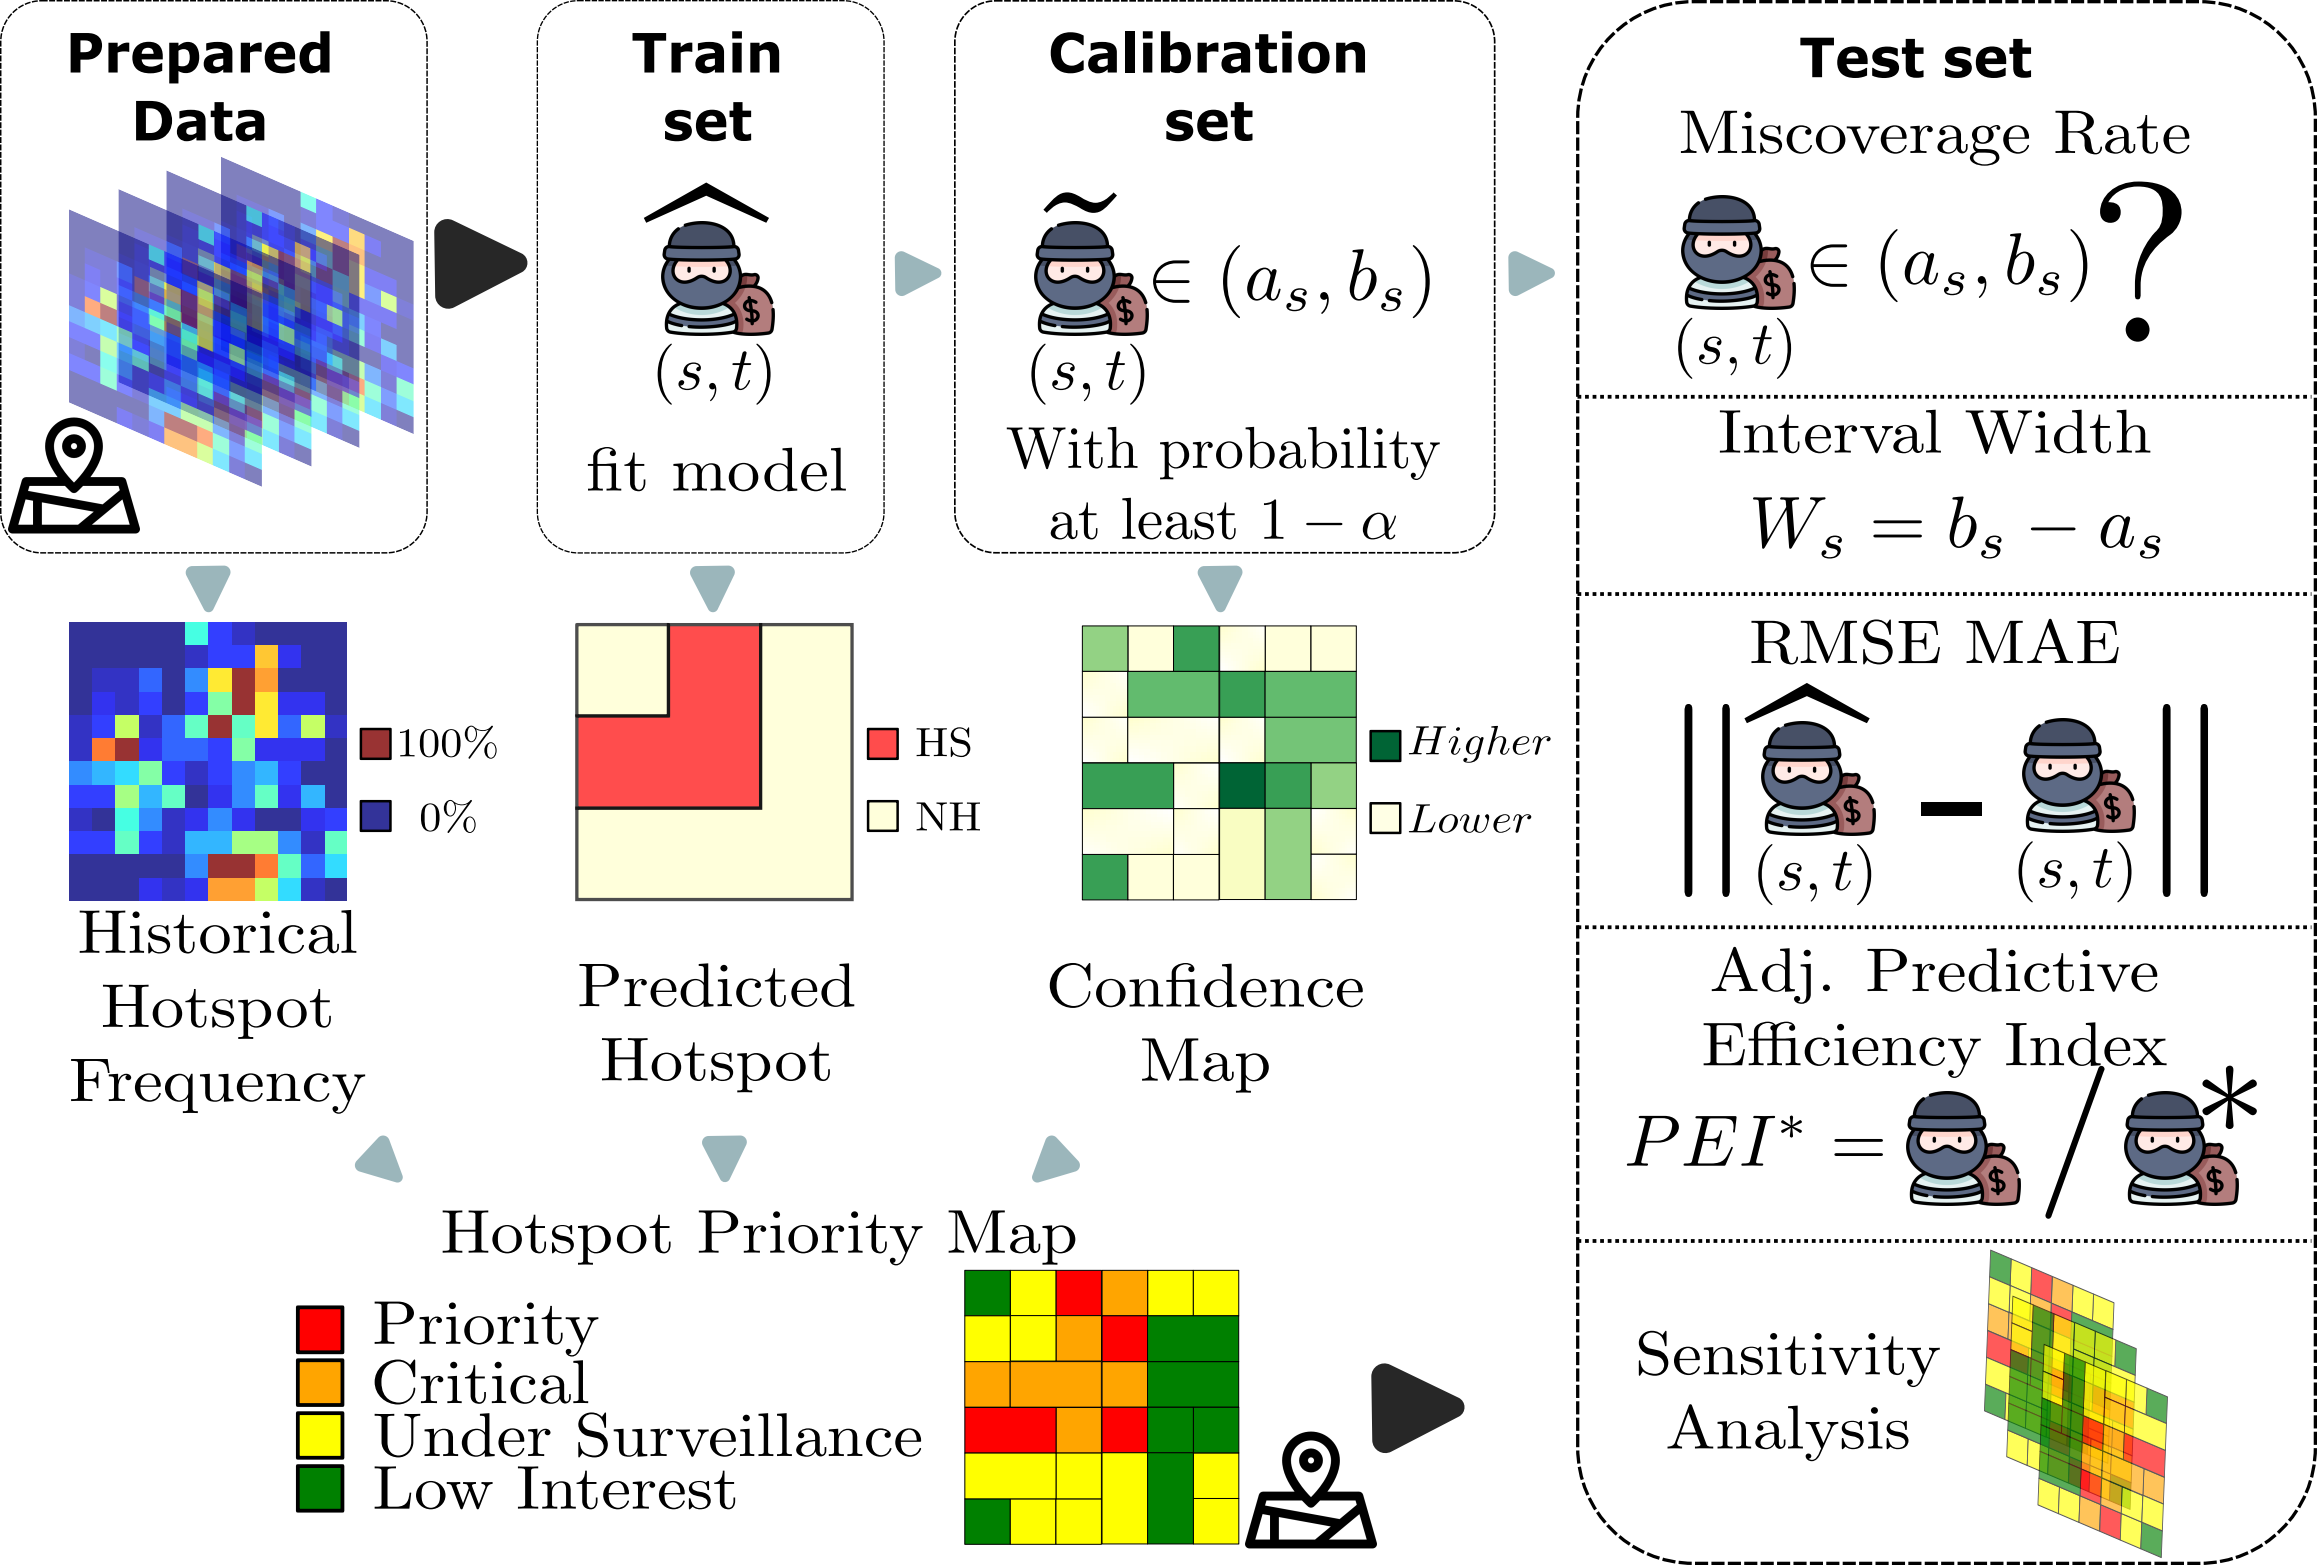 Prepared
Data
100%
0%
Historical
Hotspot
Frequency
Train
set
(s, t)
fit model
HS
NH
Predicted
Hotspot
Calibration
set
∼
$
∈ (a_s, b_s)
(s, t)
With probability
at least 1 − α
Higher
Lower
Confidence
Map
Hotspot Priority Map
Priority
Critical
Under Surveillance
Low Interest
Test set
Miscoverage Rate
$
∈ (a_s, b_s) ?
(s, t)
Interval Width
W_s = b_s − a_s
RMSE MAE
|| $ − $ ||
(s, t) (s, t)
Adj. Predictive
Efficiency Index
PEI* = $ / $ *
Sensitivity
Analysis